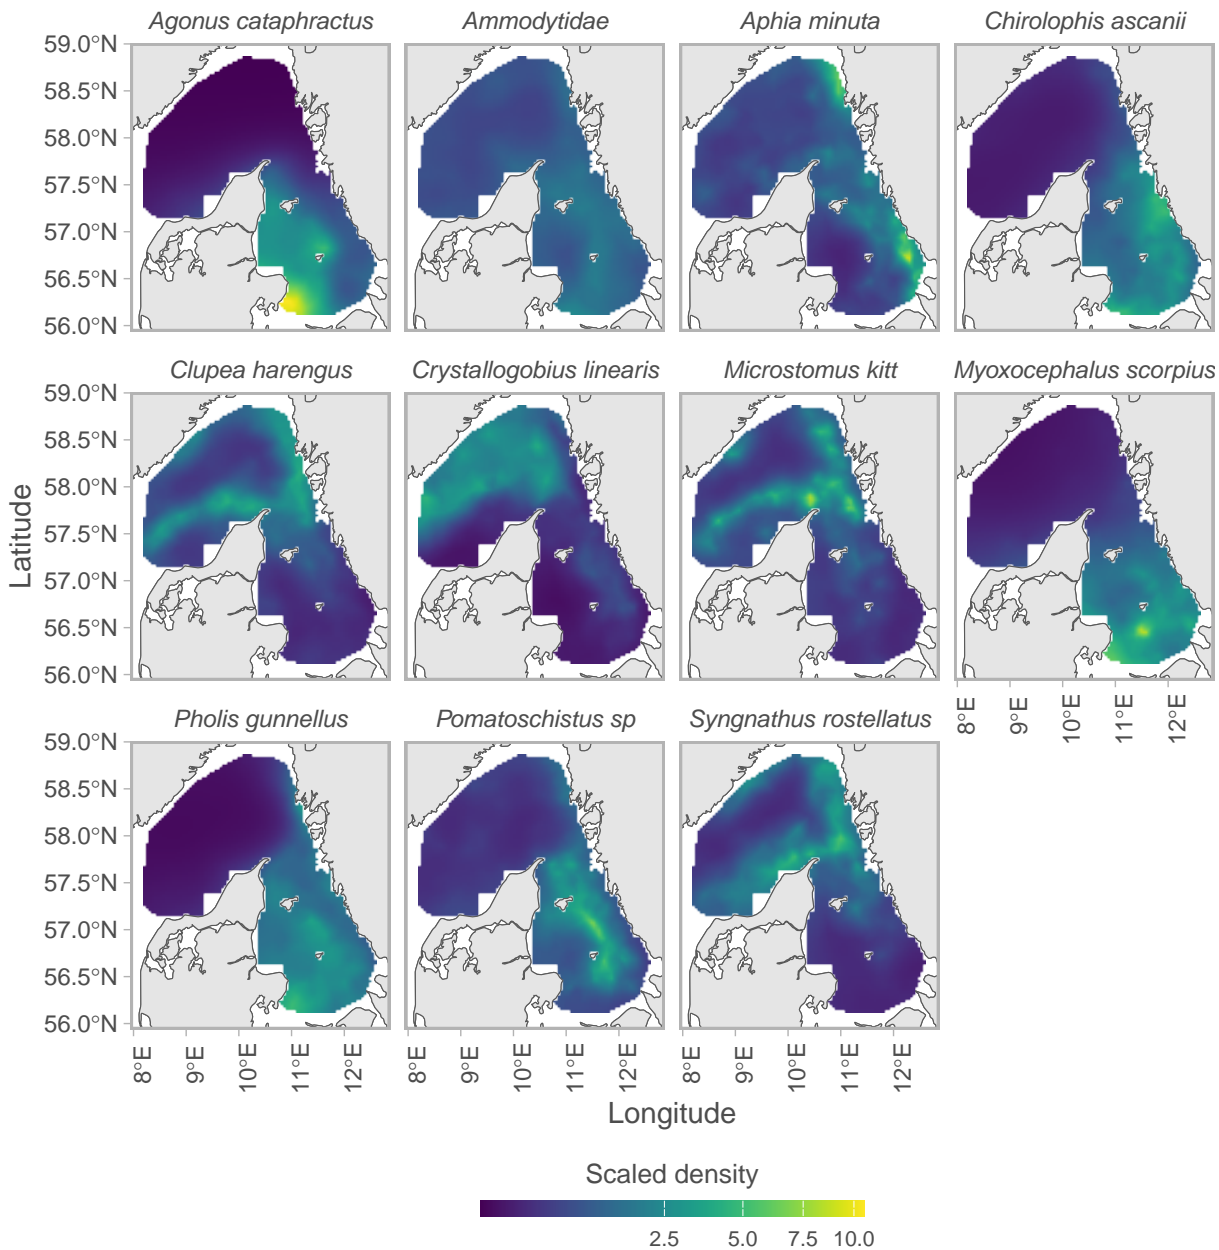 Agonus cataphractus Ammodytidae Aphia minuta Chirolophis ascanii
59.0°N
58.5°N
58.0°N
57.5°N
57.0°N
56.5°N
56.0°N
Clupea harengus Crystallogobius linearis Microstomus kitt Myoxocephalus scorpius
59.0°N
58.5°N
58.0°N
57.5°N
57.0°N
56.5°N
56.0°N
Latitude
8°E 9°E 10°E 11°E 12°E
Pholis gunnellus Pomatoschistus sp Syngnathus rostellatus
59.0°N
58.5°N
58.0°N
57.5°N
57.0°N
56.5°N
56.0°N
8°E 9°E 10°E 11°E 12°E 8°E 9°E 10°E 11°E 12°E 8°E 9°E 10°E 11°E 12°E
Longitude
Scaled density
2.5 5.0 7.5 10.0